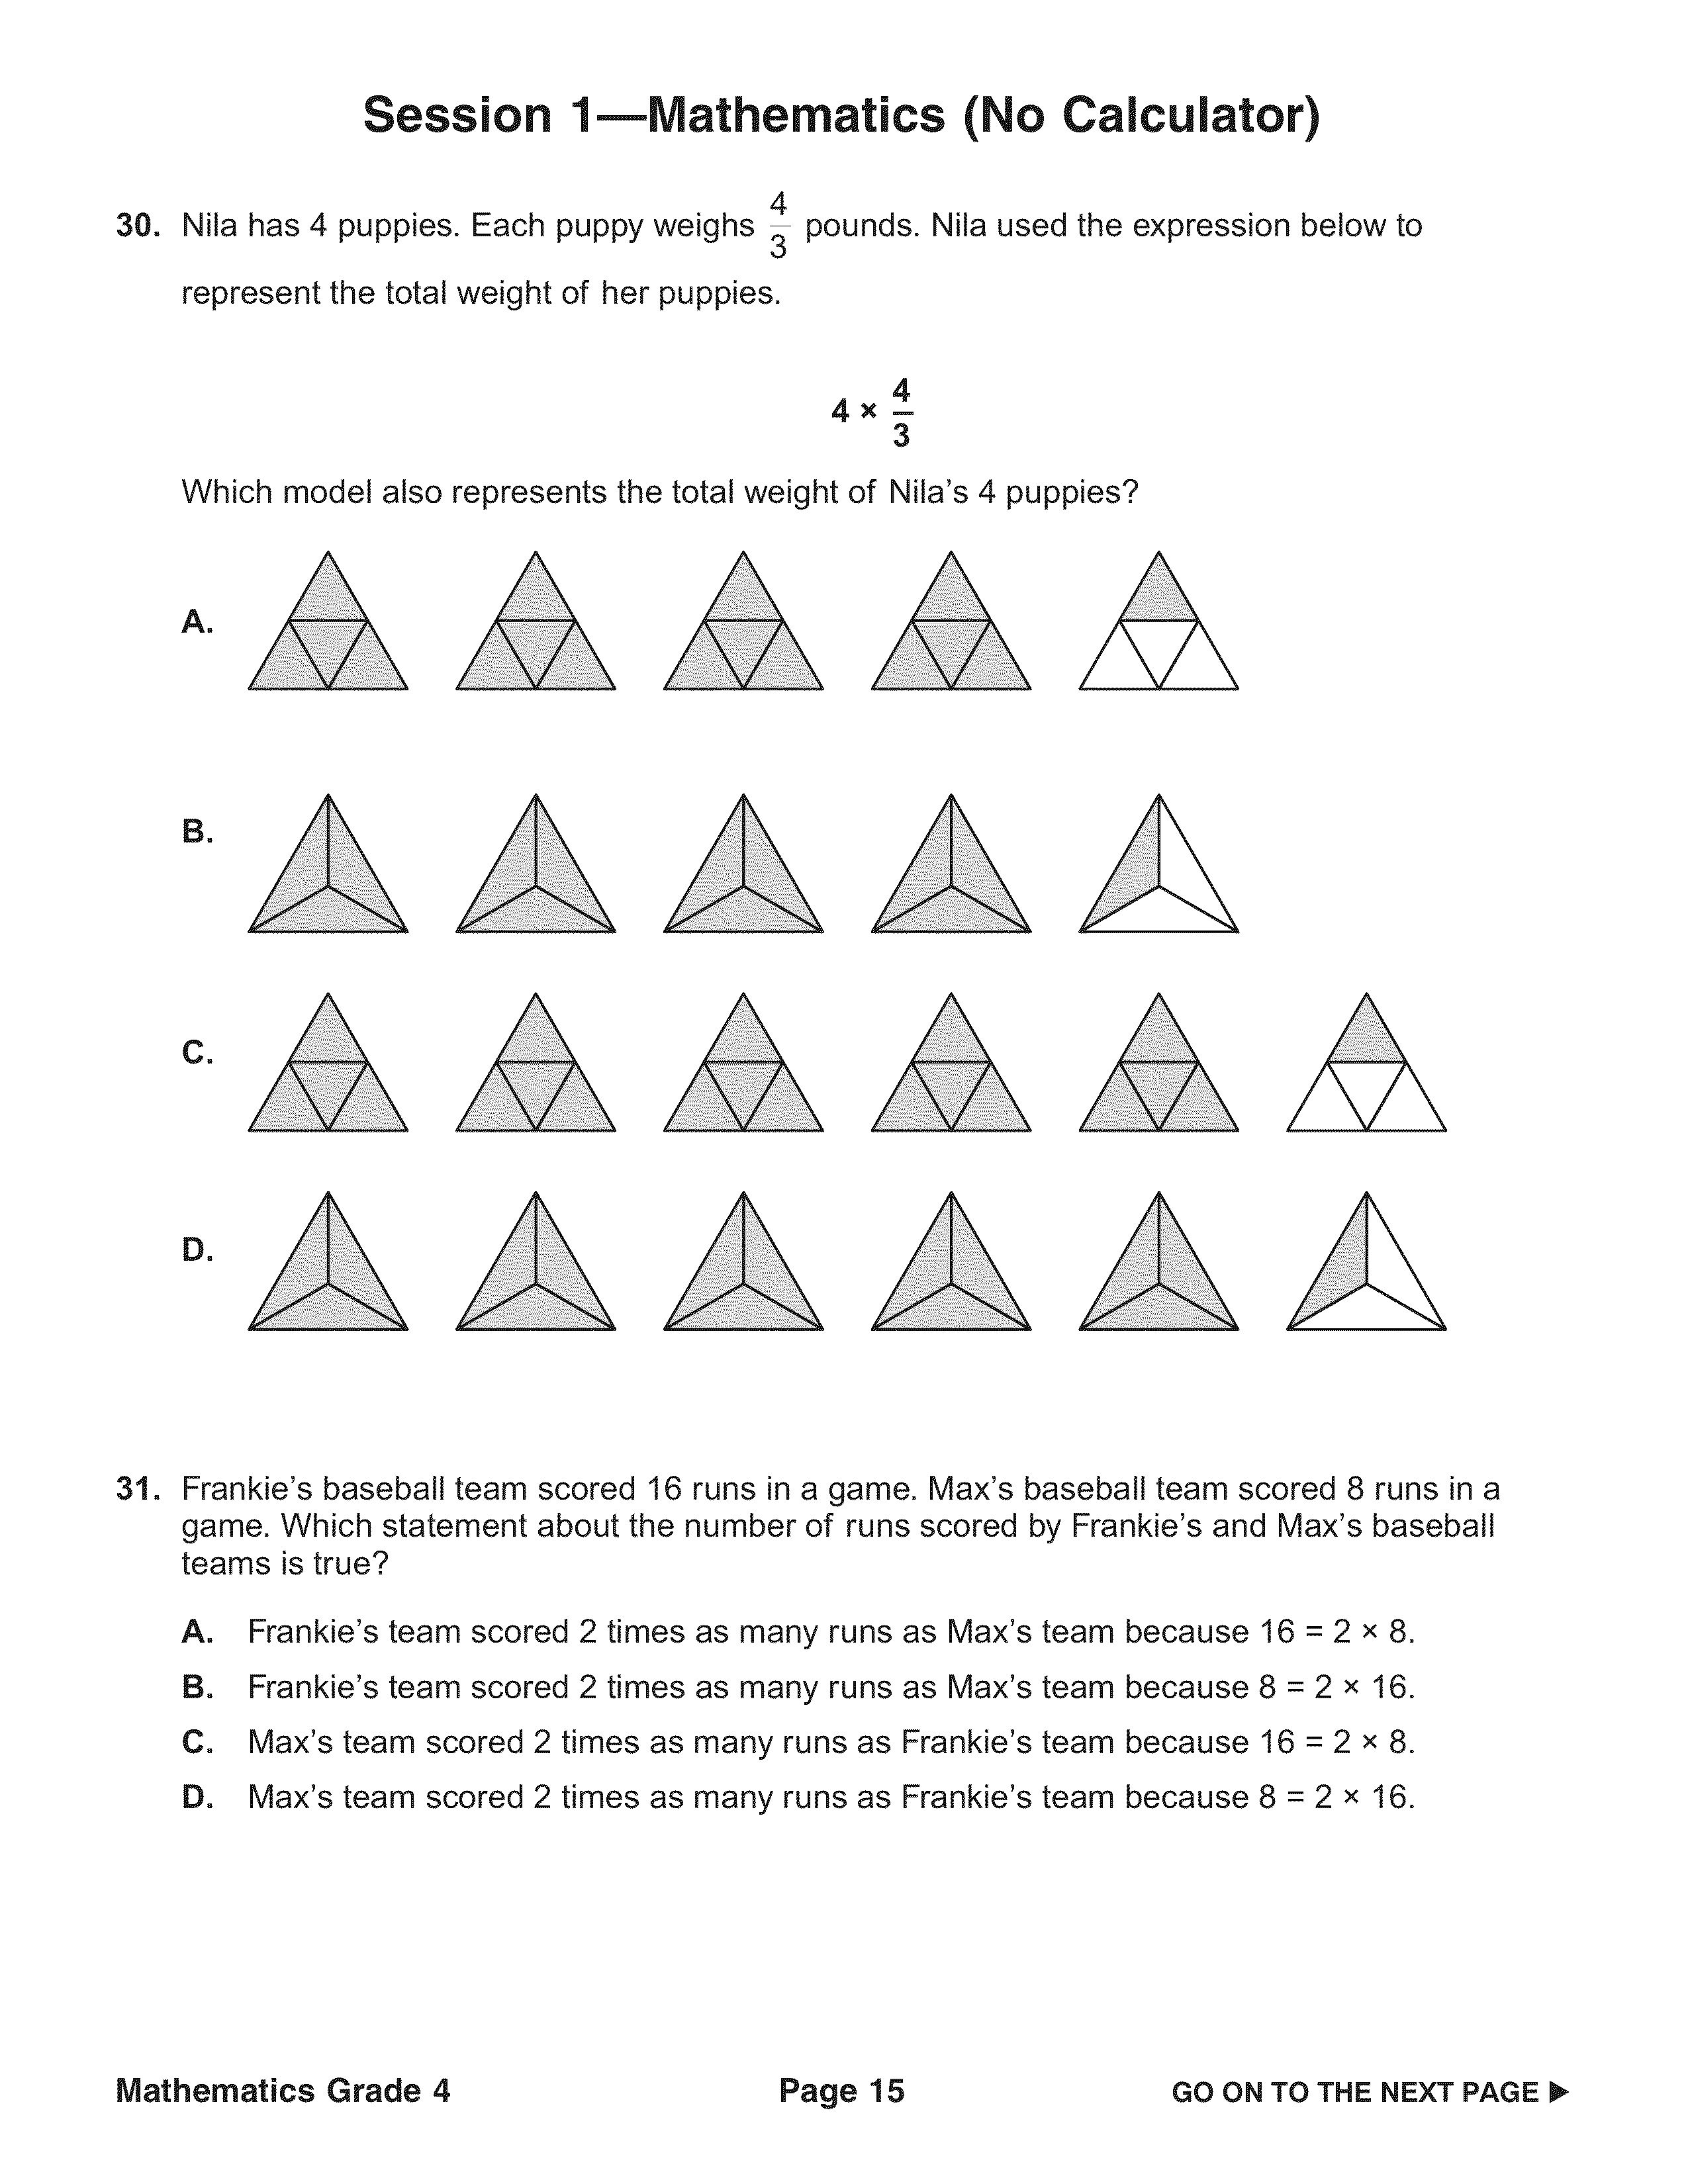 Session 1—Mathematics (No Calculator)
30. Nila has 4 puppies. Each puppy weighs 4/3 pounds. Nila used the expression below to
represent the total weight of her puppies.
4 × 4/3
Which model also represents the total weight of Nila’s 4 puppies?
A.
B.
C.
D.
31. Frankie’s baseball team scored 16 runs in a game. Max’s baseball team scored 8 runs in a
game. Which statement about the number of runs scored by Frankie’s and Max’s baseball
teams is true?
A. Frankie’s team scored 2 times as many runs as Max’s team because 16 = 2 × 8.
B. Frankie’s team scored 2 times as many runs as Max’s team because 8 = 2 × 16.
C. Max’s team scored 2 times as many runs as Frankie’s team because 16 = 2 × 8.
D. Max’s team scored 2 times as many runs as Frankie’s team because 8 = 2 × 16.
Mathematics Grade 4 Page 15 GO ON TO THE NEXT PAGE ►